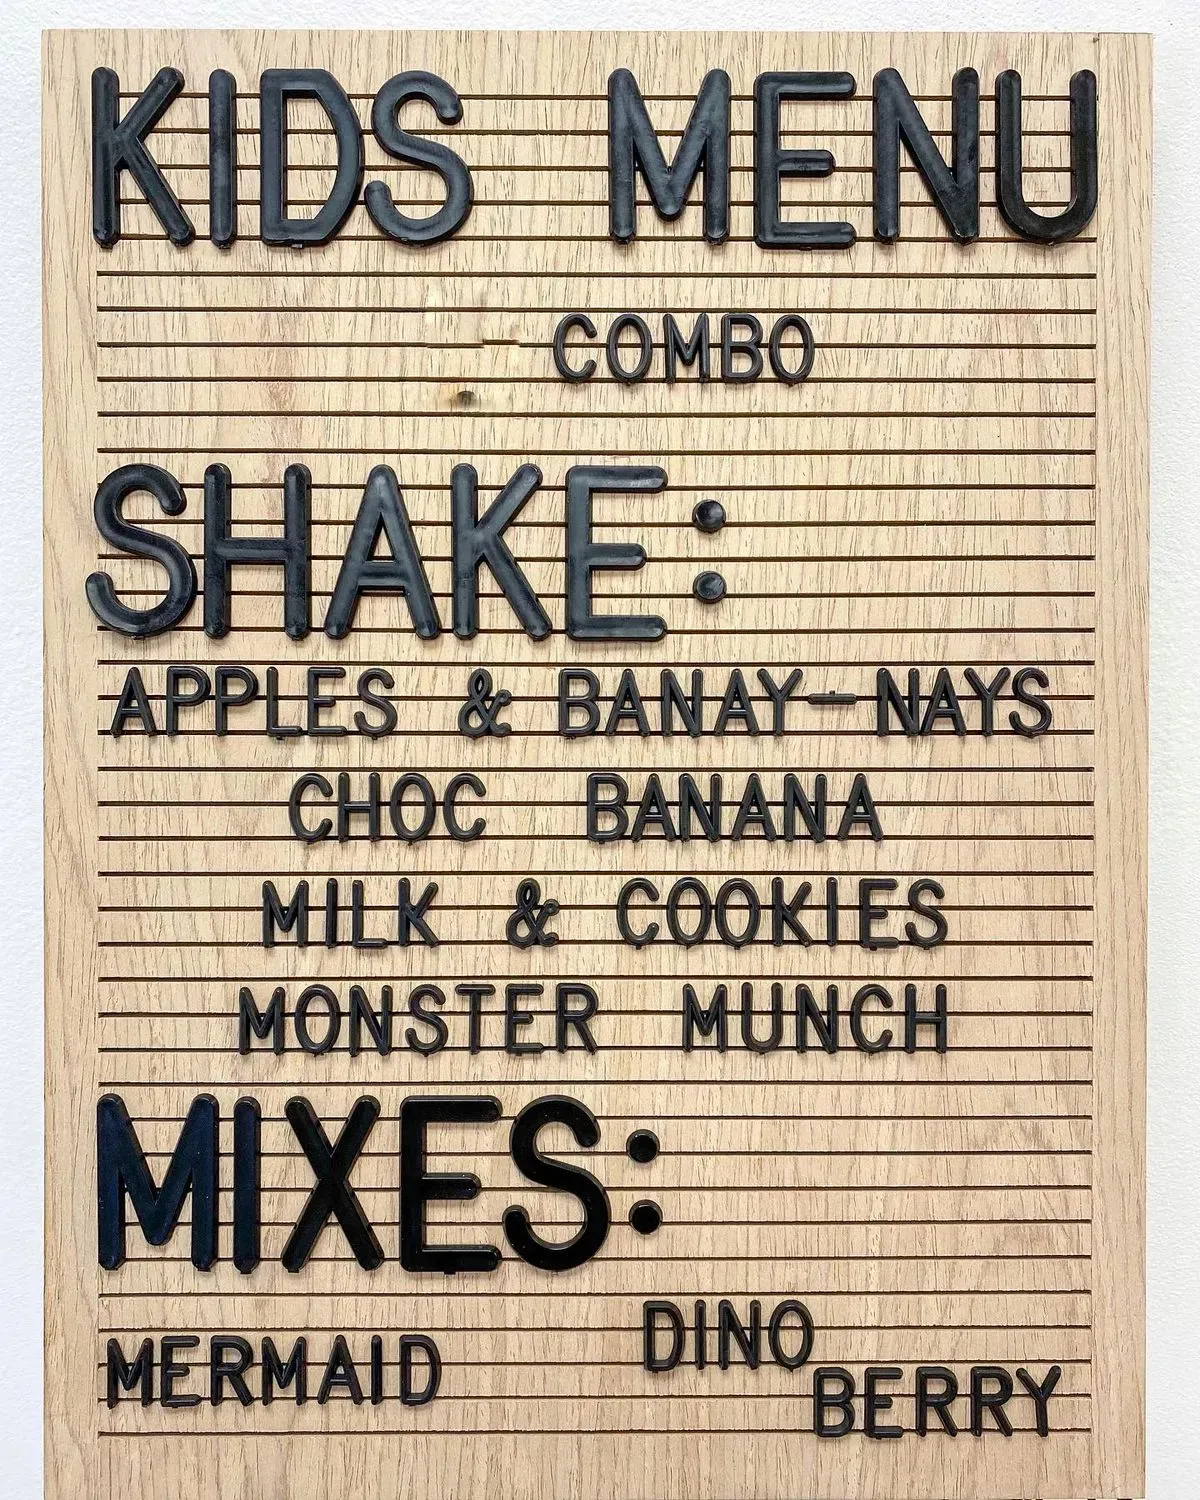 KIDS MENU
COMBO
SHAKE:
APPLES & BANAY-NAYS
CHOC BANANA
MILK & COOKIES
MONSTER MUNCH
MIXES:
MERMAID
DINO
BERRY